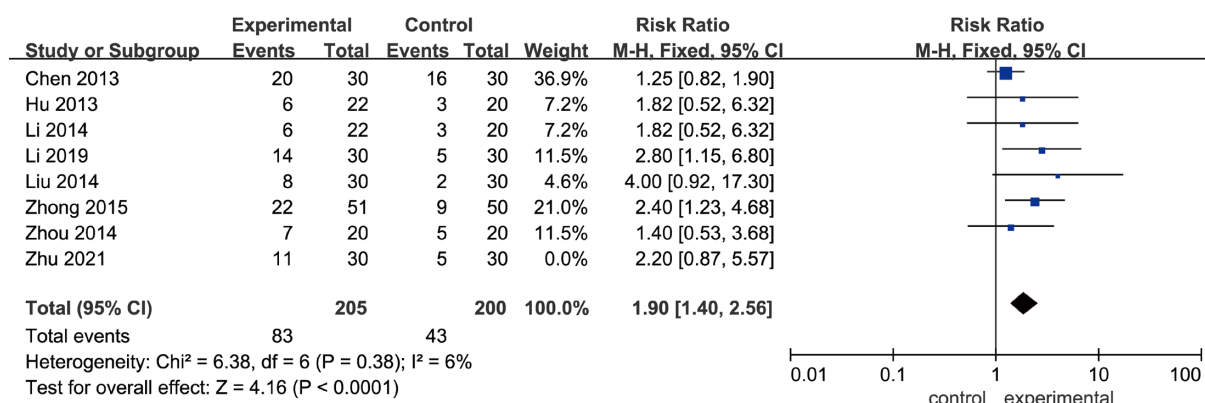 Experimental Control Risk Ratio Risk Ratio
Study or Subgroup Events Total Events Total Weight M-H, Fixed, 95% CI M-H, Fixed, 95% CI
Chen 2013 20 30 16 30 36.9% 1.25 [0.82, 1.90]
Hu 2013 6 22 3 20 7.2% 1.82 [0.52, 6.32]
Li 2014 6 22 3 20 7.2% 1.82 [0.52, 6.32]
Li 2019 14 30 5 30 11.5% 2.80 [1.15, 6.80]
Liu 2014 8 30 2 30 4.6% 4.00 [0.92, 17.30]
Zhong 2015 22 51 9 50 21.0% 2.40 [1.23, 4.68]
Zhou 2014 7 20 5 20 11.5% 1.40 [0.53, 3.68]
Zhu 2021 11 30 5 30 0.0% 2.20 [0.87, 5.57]
Total (95% CI) 205 200 100.0% 1.90 [1.40, 2.56]
Total events 83 43
Heterogeneity: Chi² = 6.38, df = 6 (P = 0.38); I² = 6%
Test for overall effect: Z = 4.16 (P < 0.0001)
0.01 0.1 1 10 100
control experimental